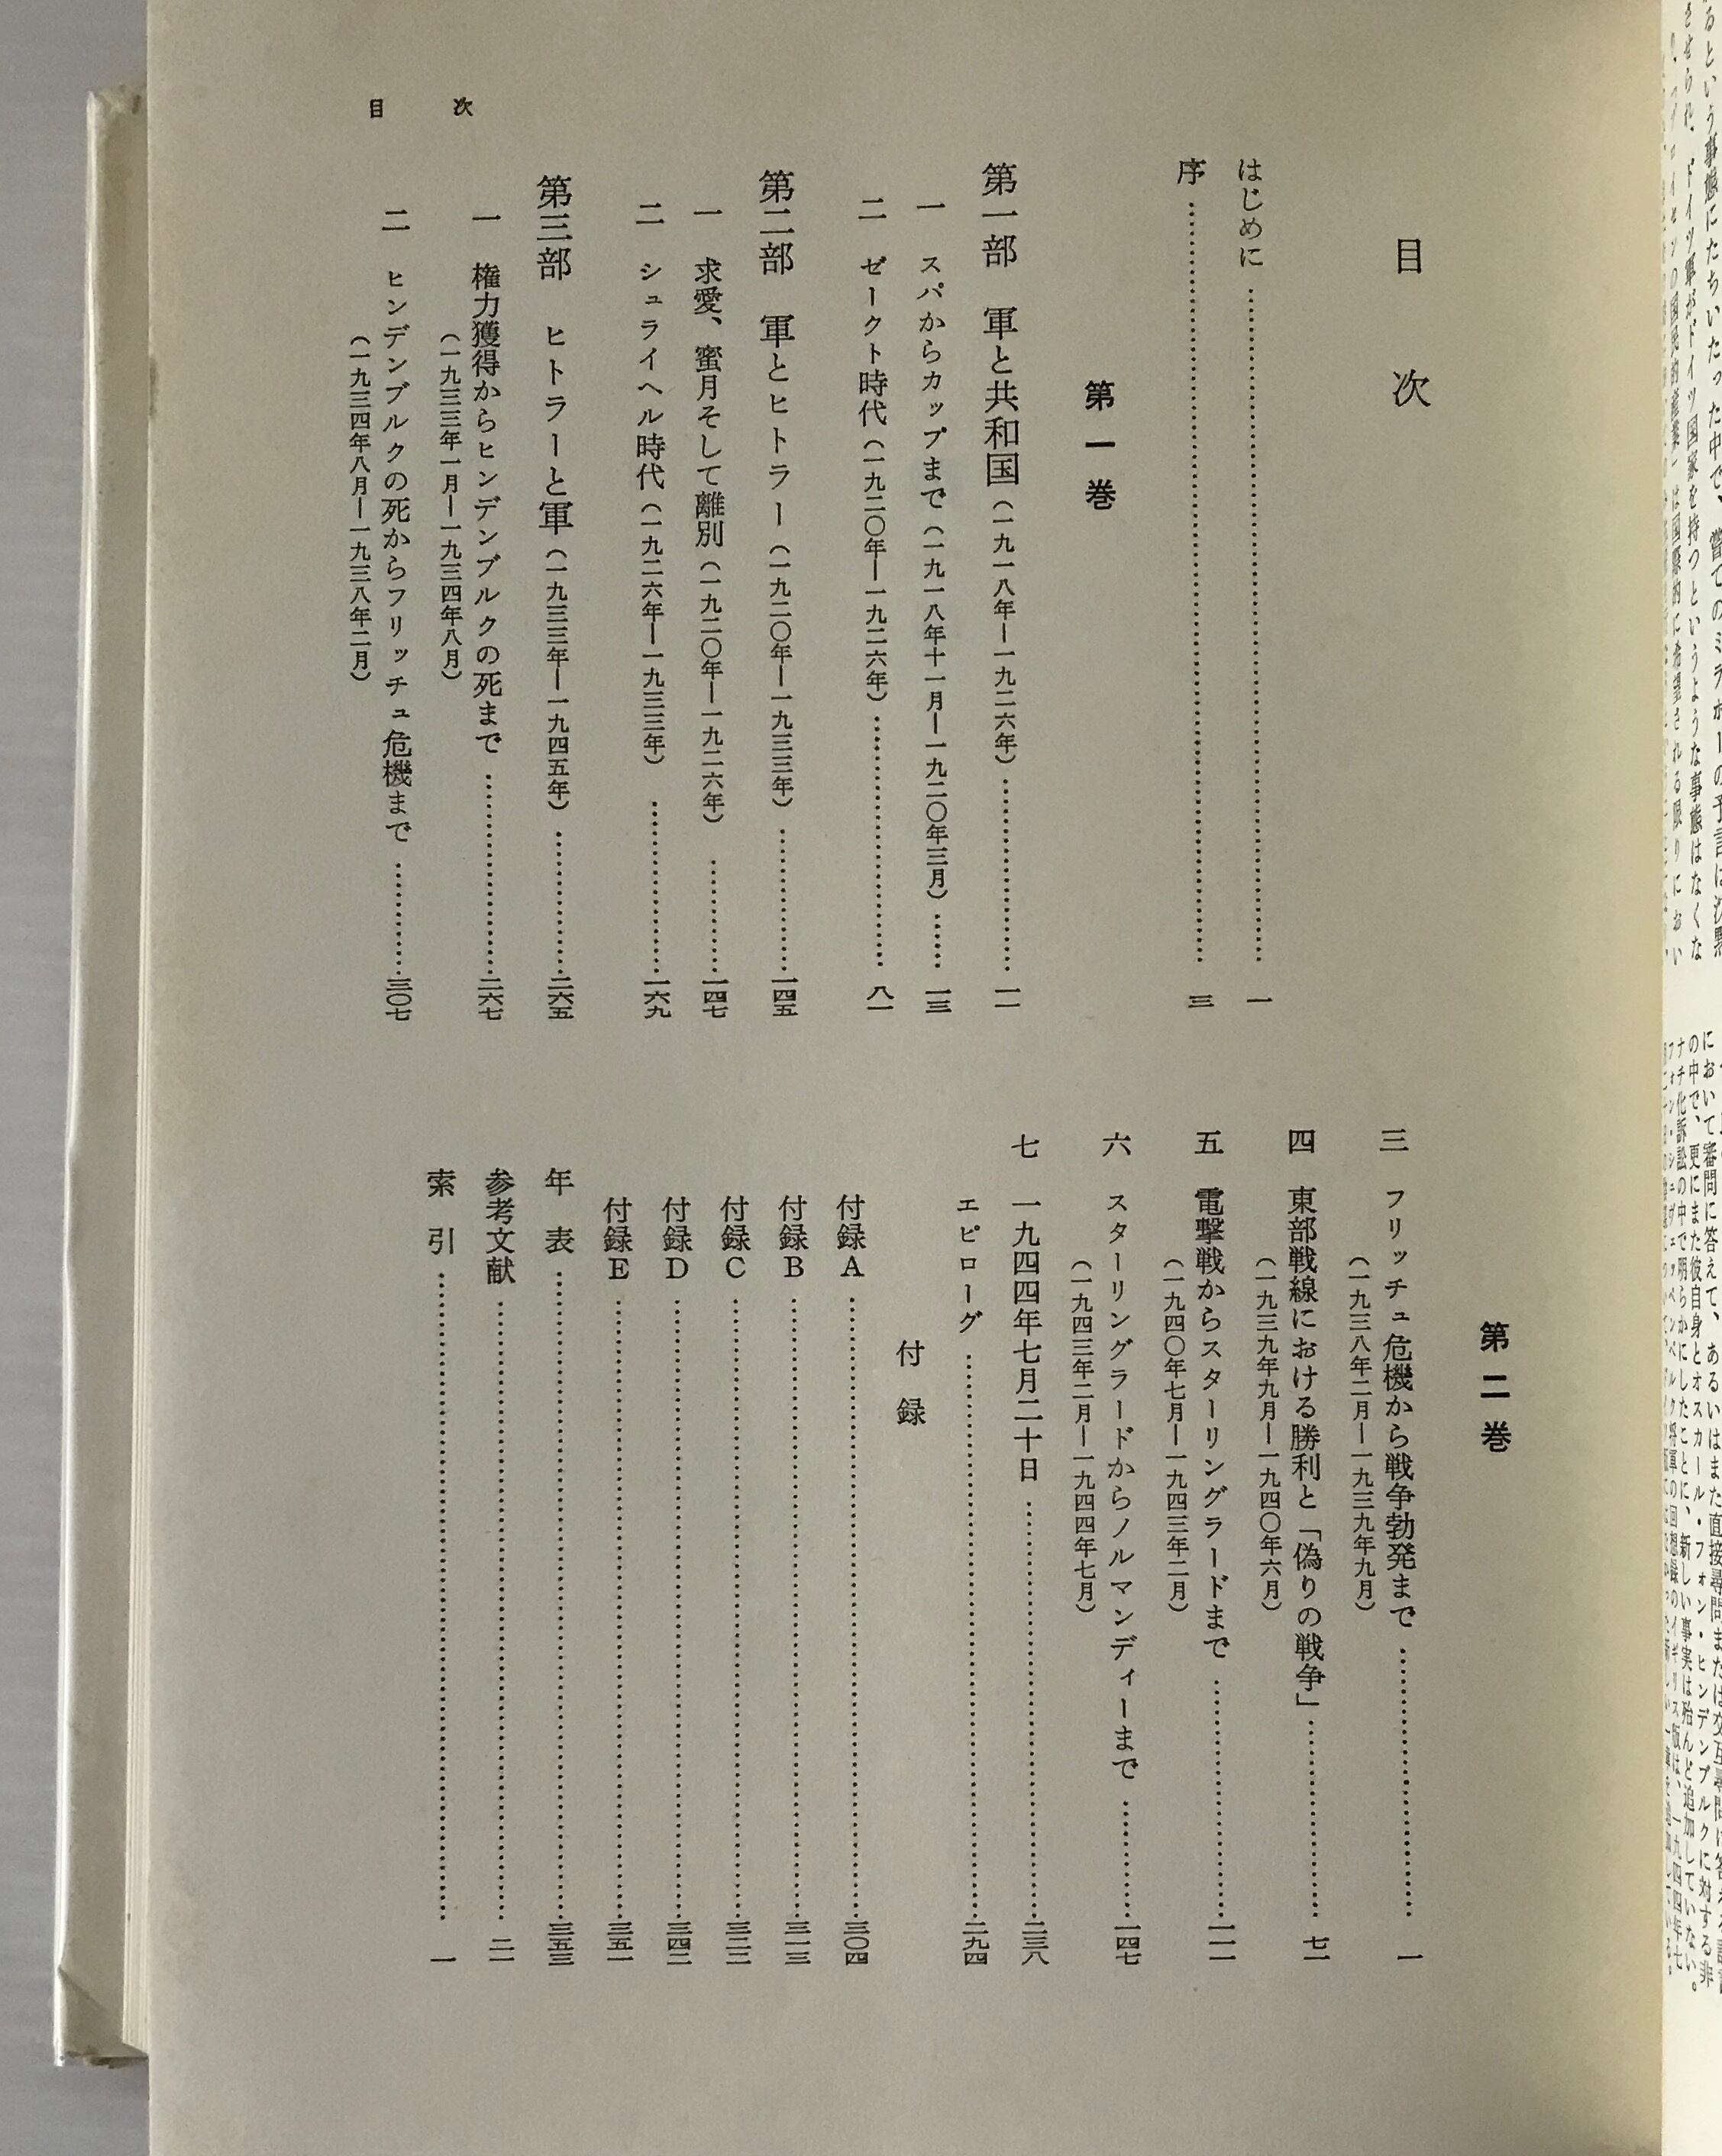 目次
はじめに……一
序……三
第一巻
第一部 軍と共和国（一九一八年―一九二六年）……一一
一 スパからカップまで（一九一八年十一月―一九二〇年三月）……一三
二 ゼークト時代（一九二〇年―一九二六年）……八一
第二部 軍とヒトラー（一九二〇年―一九三三年）……一四五
一 求愛、蜜月そして離別（一九二〇年―一九二六年）……一四七
二 シュライヘル時代（一九二六年―一九三三年）……一六九
第三部 ヒトラーと軍（一九三三年―一九四五年）……二六五
一 権力獲得からヒンデンブルクの死まで……二六七
（一九三三年一月―一九三四年八月）
二 ヒンデンブルクの死からフリッチュ危機まで……三〇七
（一九三四年八月―一九三八年二月）
目次
第二巻
三 フリッチュ危機から戦争勃発まで……一
（一九三八年二月―一九三九年九月）
四 東部戦線における勝利と「偽りの戦争」……七一
（一九三九年九月―一九四〇年六月）
五 電撃戦からスターリングラードまで……一一一
（一九四〇年七月―一九四三年二月）
六 スターリングラードからノルマンディーまで……一四七
（一九四三年二月―一九四四年七月）
七 一九四四年七月二十日……二三八
エピローグ……二九四
付録
付録A……三〇四
付録B……三一三
付録C……三二二
付録D……三四二
付録E……三五一
年表……三五三
参考文献……二一
索引……一